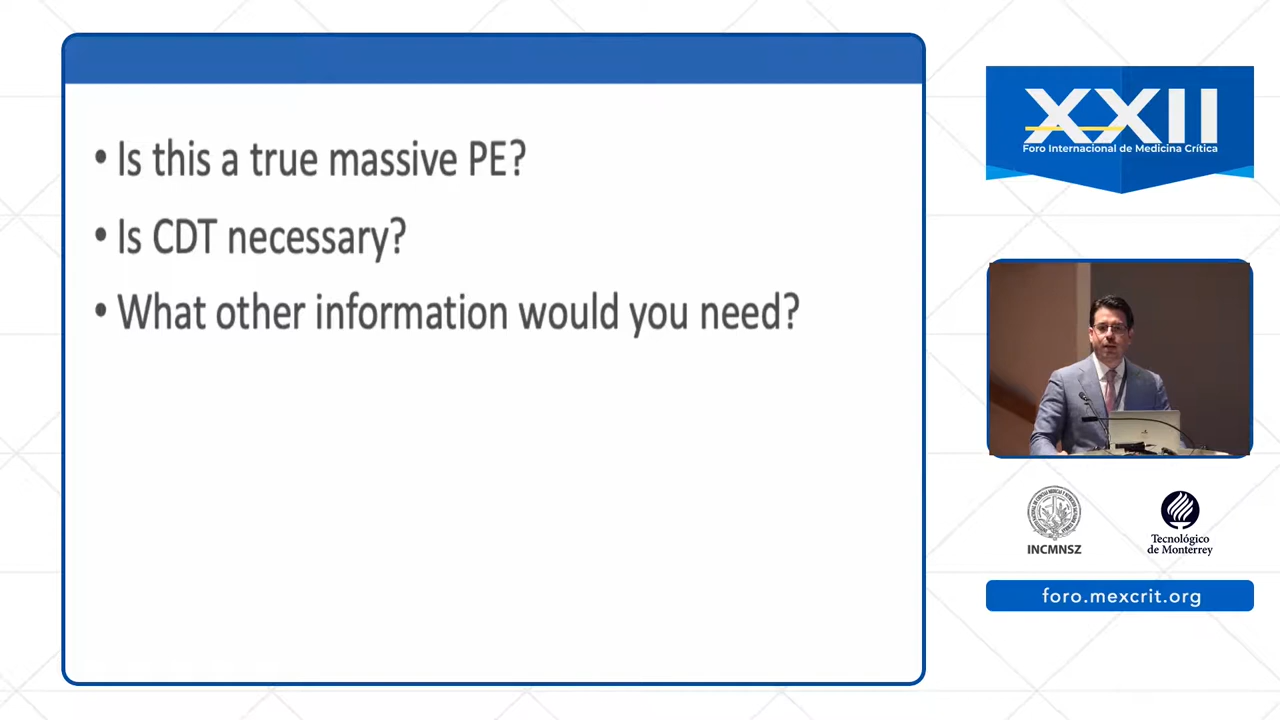 • Is this a true massive PE?
• Is CDT necessary?
• What other information would you need?
XXII
Foro Internacional de Medicina Crítica
INCMNSZ
Tecnológico
de Monterrey
foro.mexcrit.org